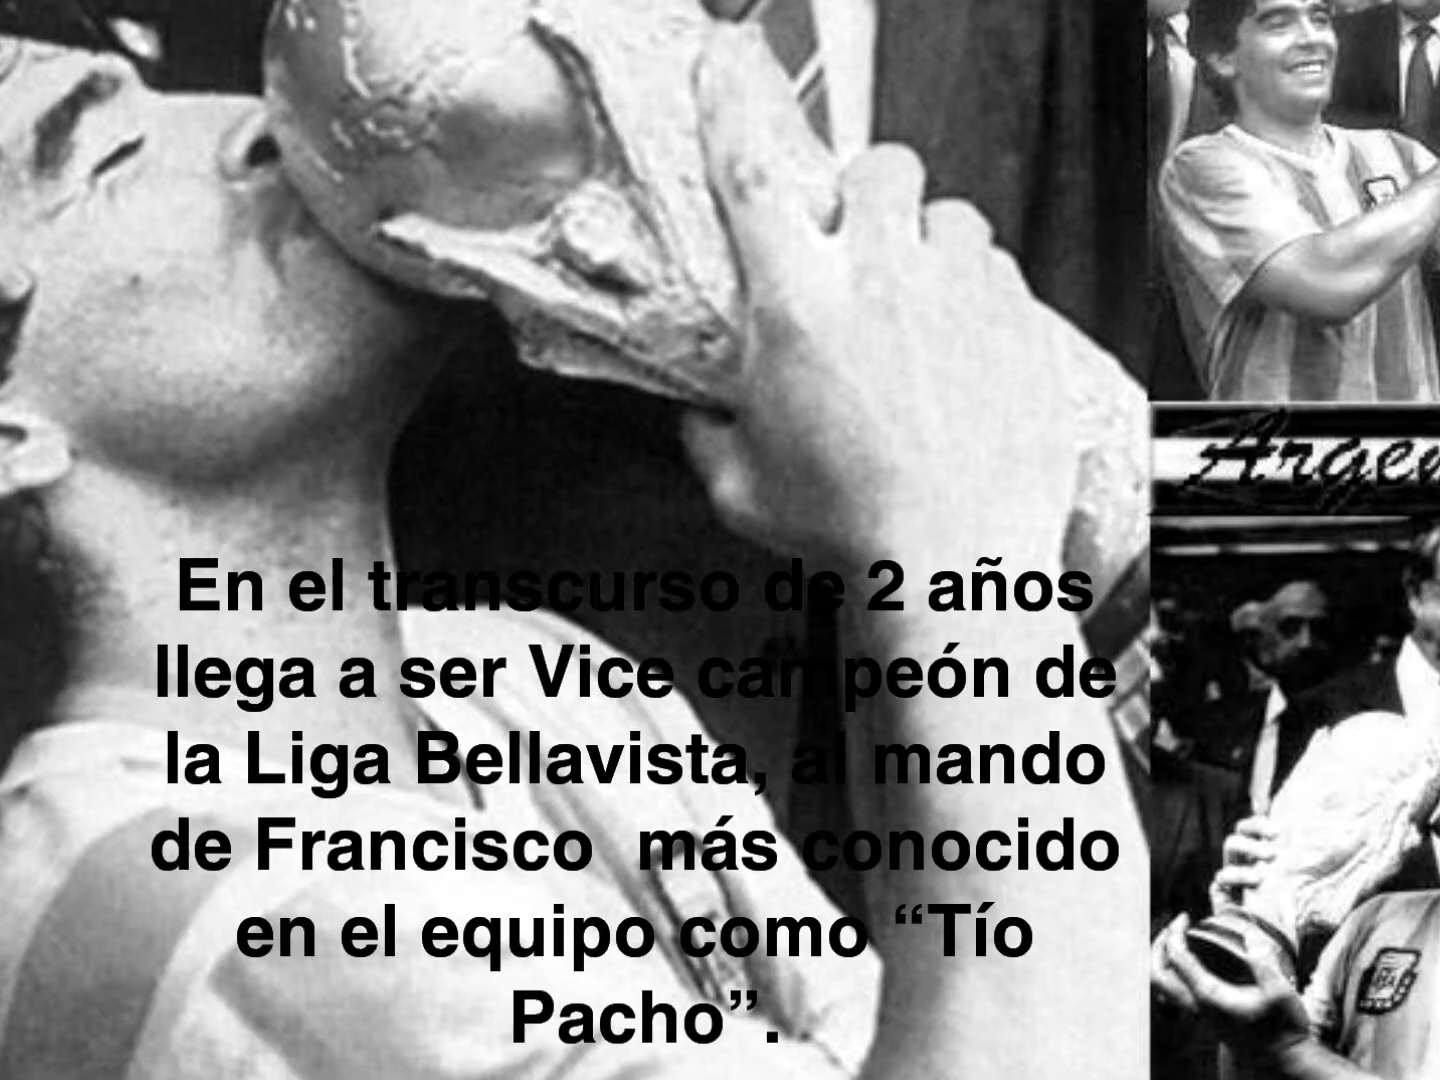 Argen
En el transcurso de 2 años
llega a ser Vice campeón de
la Liga Bellavista, al mando
de Francisco  más conocido
en el equipo como “Tío
Pacho”.